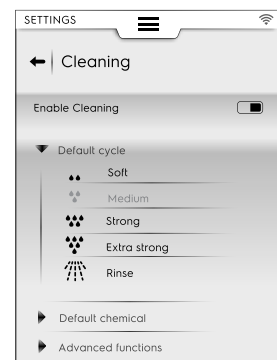 SETTINGS
Cleaning
Enable Cleaning
Default cycle
Soft
Medium
Strong
Extra strong
Rinse
Default chemical
Advanced functions